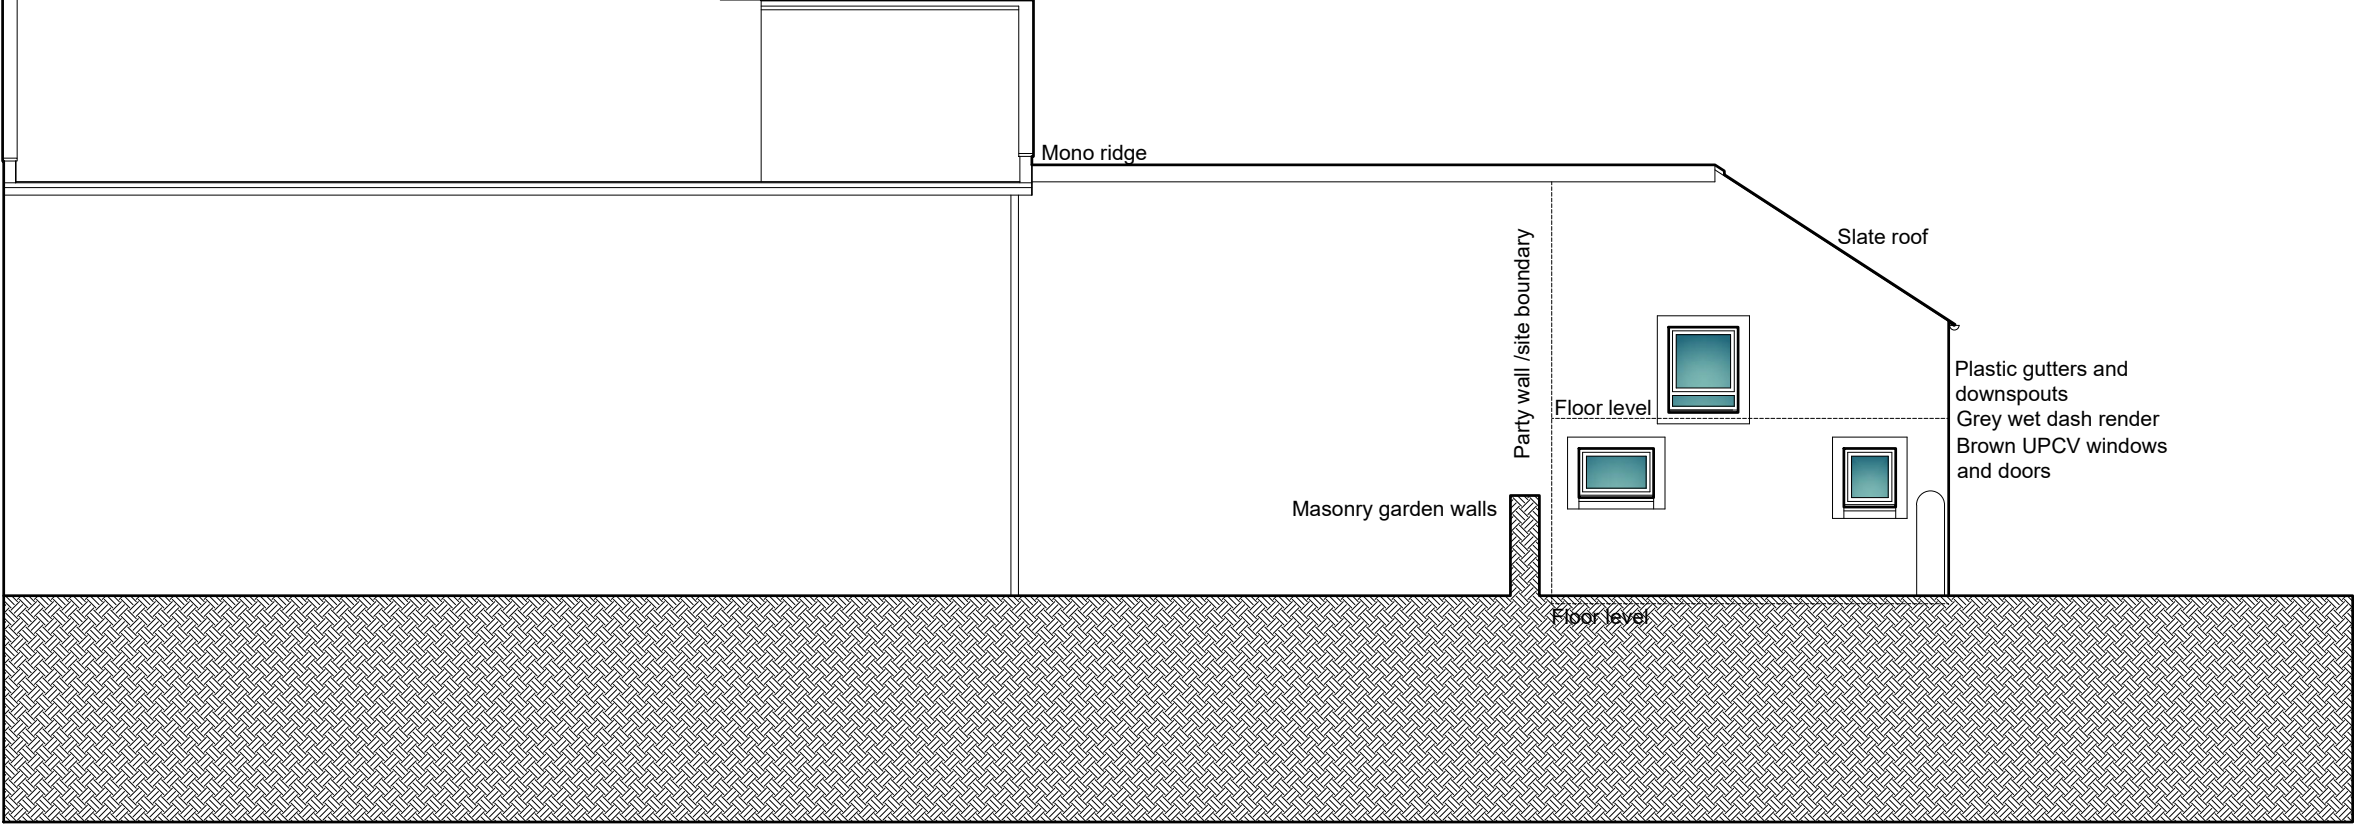 Mono ridge
Slate roof
Party wall /site boundary
Plastic gutters and
downspouts
Floor level
Grey wet dash render
Brown UPCV windows
and doors
Masonry garden walls
Floor level